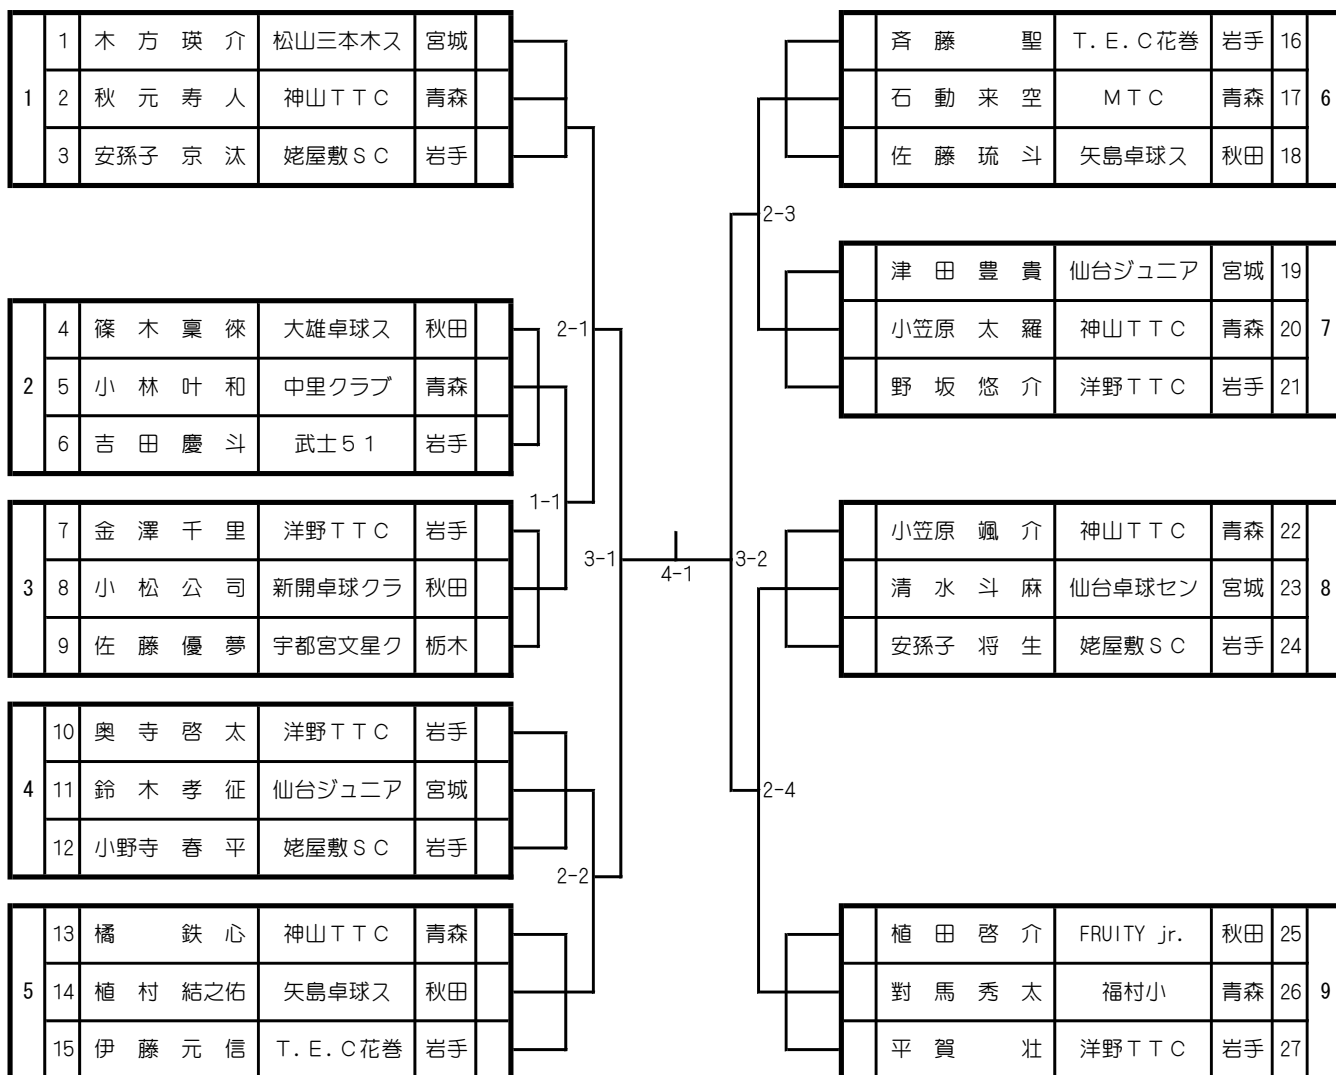 1 木方瑛介 松山三本木ス 宮城
1 2 秋元寿人 神山ＴＴＣ 青森
3 安孫子京汰 姥屋敷ＳＣ 岩手
2-1
4 篠木稟徠 大雄卓球ス 秋田
2 5 小林叶和 中里クラブ 青森
6 吉田慶斗 武士５１ 岩手
1-1
7 金澤千里 洋野ＴＴＣ 岩手
3 8 小松公司 新開卓球クラ 秋田
9 佐藤優夢 宇都宮文星ク 栃木
3-1
10 奥寺啓太 洋野ＴＴＣ 岩手
4 11 鈴木孝征 仙台ジュニア 宮城
12 小野寺春平 姥屋敷ＳＣ 岩手
2-2
13 橘鉄心 神山ＴＴＣ 青森
5 14 植村結之佑 矢島卓球ス 秋田
15 伊藤元信 Ｔ．Ｅ．Ｃ花巻 岩手
4-1
斉藤聖 Ｔ．Ｅ．Ｃ花巻 岩手 16
石動来空 ＭＴＣ 青森 17 6
佐藤琉斗 矢島卓球ス 秋田 18
2-3
津田豊貴 仙台ジュニア 宮城 19
小笠原太羅 神山ＴＴＣ 青森 20 7
野坂悠介 洋野ＴＴＣ 岩手 21
3-2
小笠原颯介 神山ＴＴＣ 青森 22
清水斗麻 仙台卓球セン 宮城 23 8
安孫子将生 姥屋敷ＳＣ 岩手 24
2-4
植田啓介 FRUITY jr. 秋田 25
對馬秀太 福村小 青森 26 9
平賀壮 洋野ＴＴＣ 岩手 27